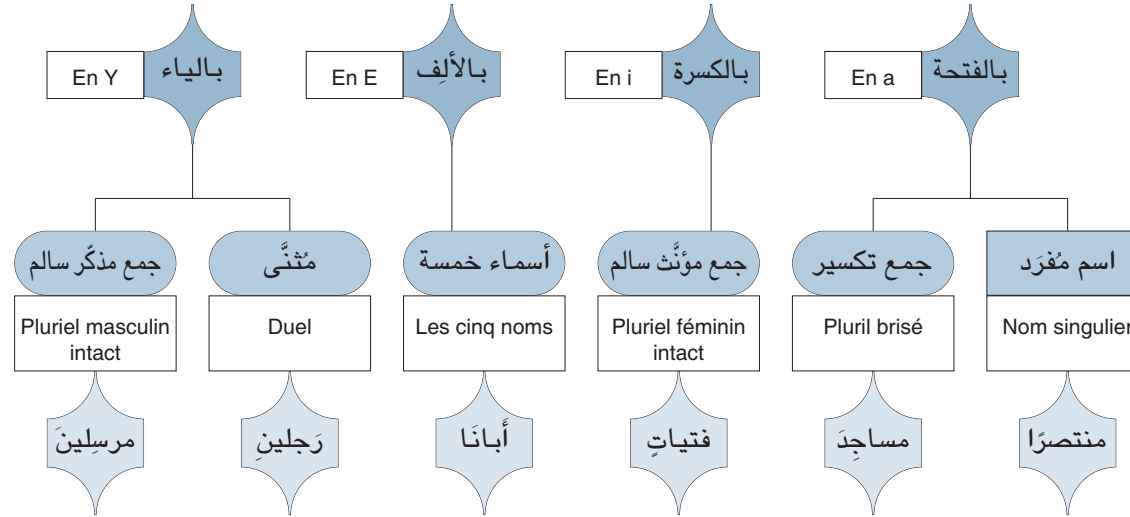 En Y
بالياء
En E
بالألِف
En i
بالكسرة
En a
بالفتحة
جمع مذكّر سالم
مُثنَّى
أسماء خمسة
جمع مؤنَّث سالم
جمع تكسير
اسم مُفرَد
Pluriel masculin
intact
Duel
Les cinq noms
Pluriel féminin
intact
Pluril brisé
Nom singulier
مرسِلينَ
رَجلينِ
أَبانَا
فتياتٍ
مساجِدَ
منتصرًا